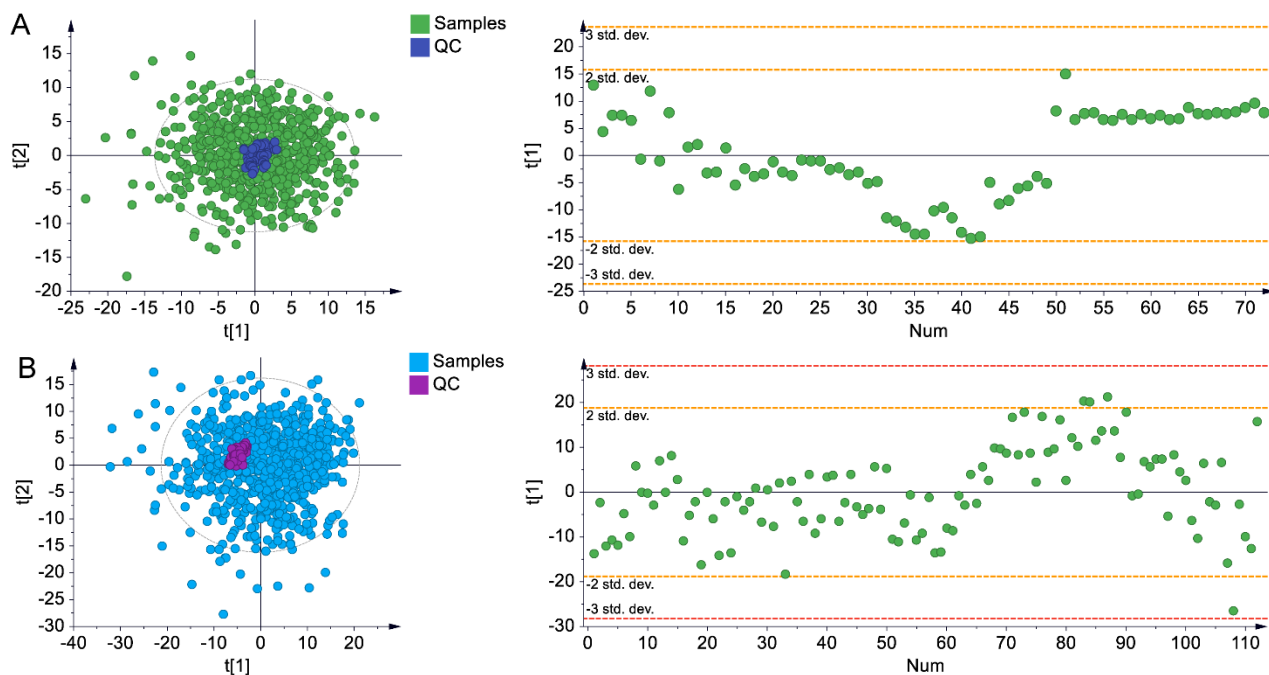 A
Samples
QC
t[2]
15
10
5
0
-5
-10
-15
-20
-25 -20 -15 -10 -5 0 5 10 15
t[1]
t[1]
20
15
10
5
0
-5
-10
-15
-20
-25
3 std. dev.
2 std. dev.
-2 std. dev.
-3 std. dev.
0 5 10 15 20 25 30 35 40 45 50 55 60 65 70
Num
B
Samples
QC
t[2]
15
10
5
0
-5
-10
-15
-20
-25
-30
-40 -30 -20 -10 0 10 20
t[1]
t[1]
20
10
0
-10
-20
-30
3 std. dev.
2 std. dev.
-2 std. dev.
-3 std. dev.
0 10 20 30 40 50 60 70 80 90 100 110
Num